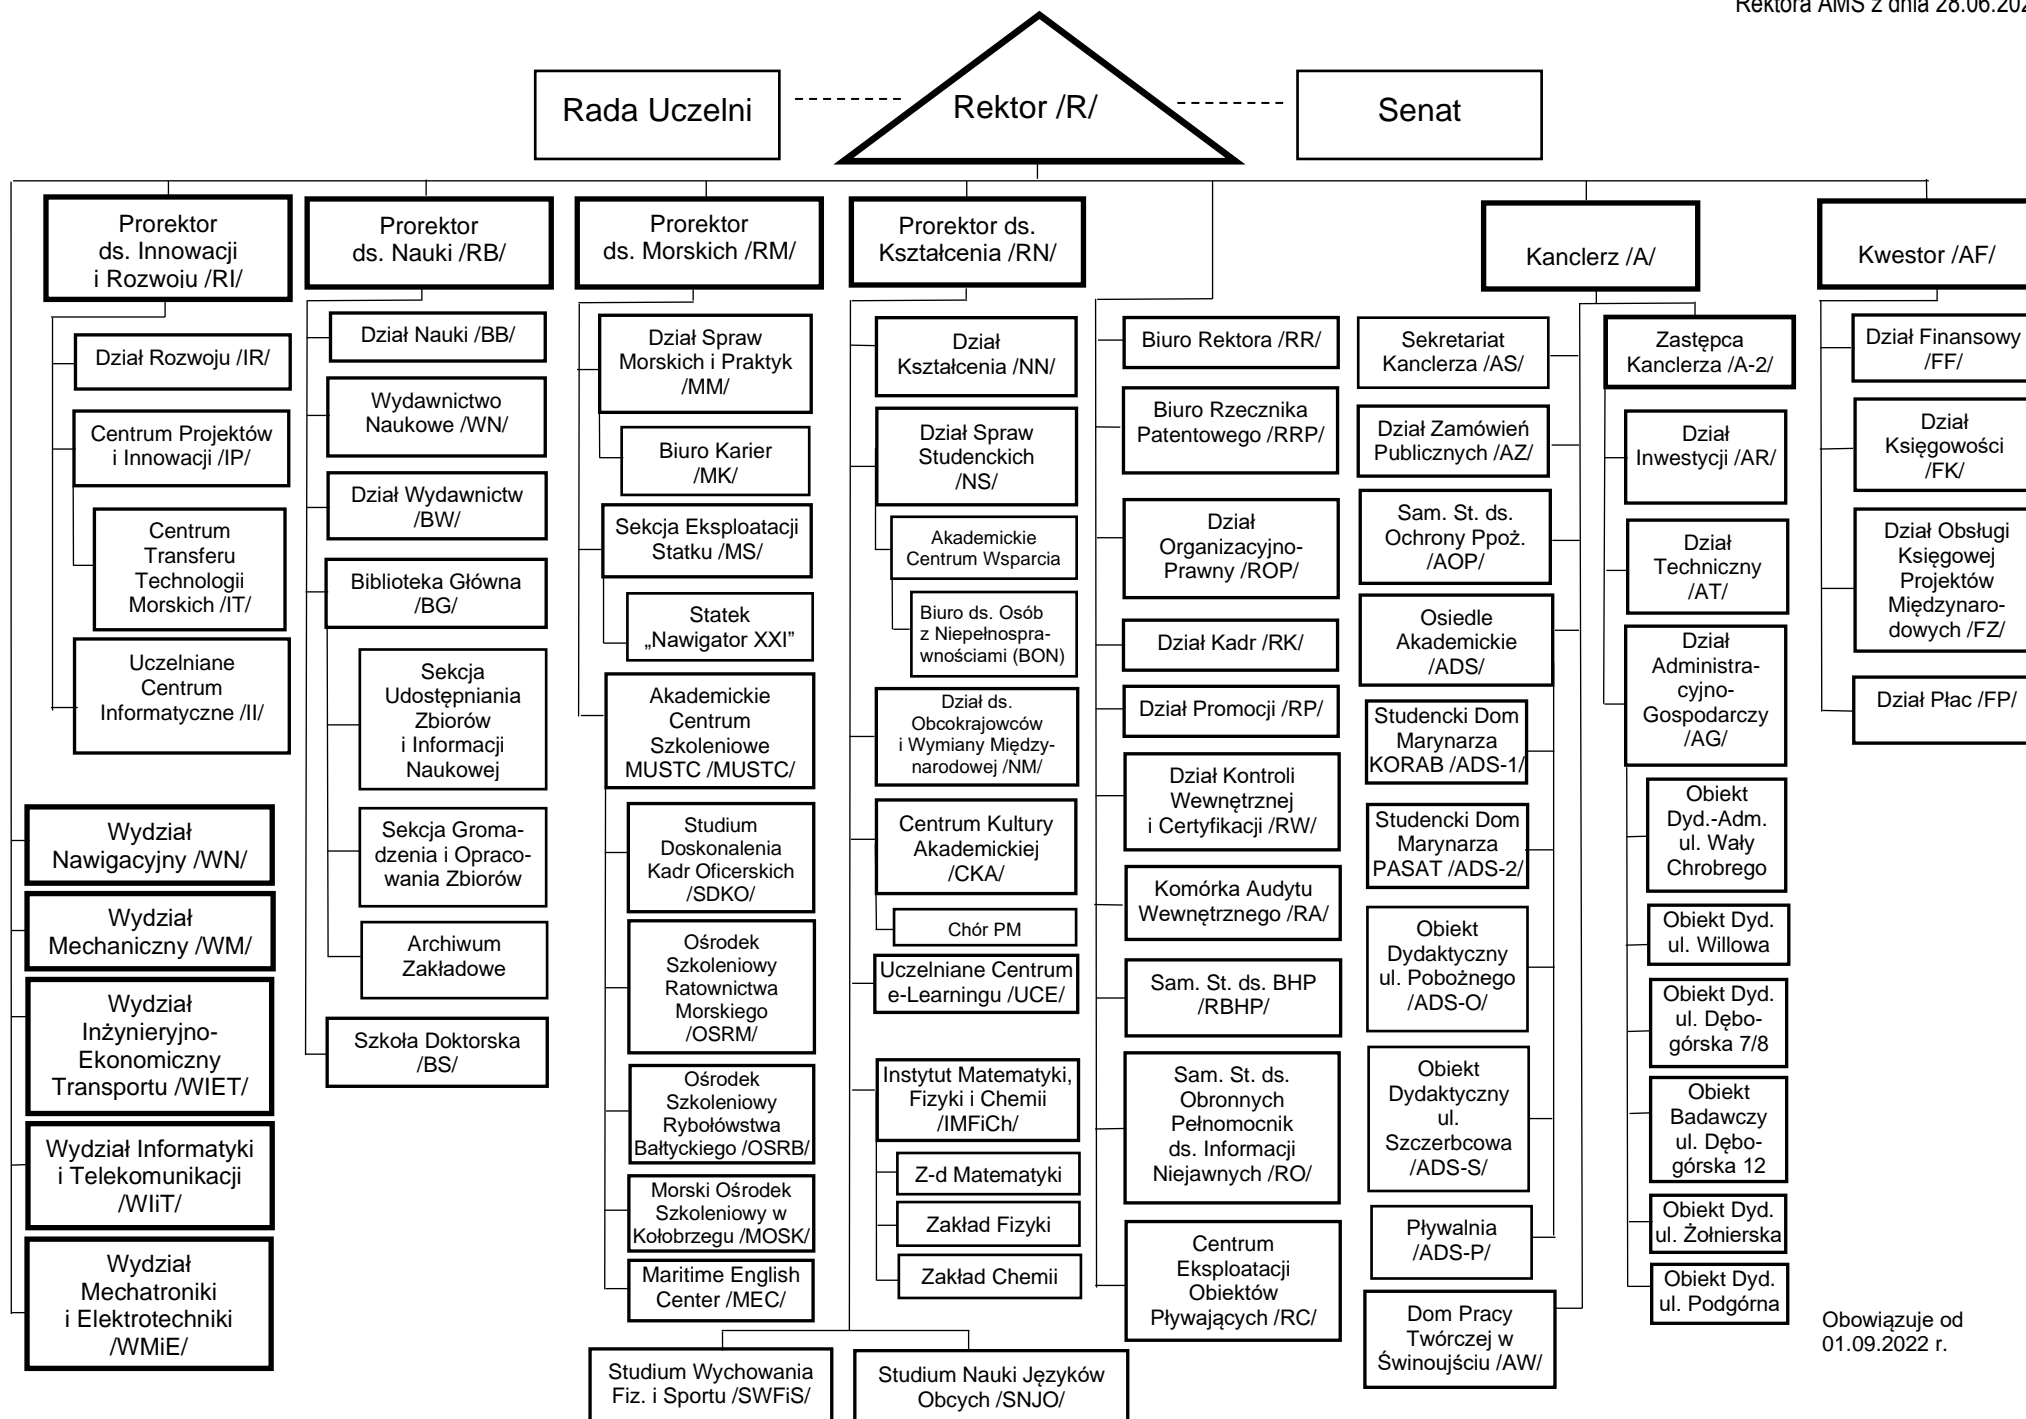 Rektora AMS z dnia 28.06.202
Rada Uczelni
Rektor /R/
Senat
Prorektor
ds. Innowacji
i Rozwoju /RI/
Prorektor
ds. Nauki /RB/
Prorektor
ds. Morskich /RM/
Prorektor ds.
Kształcenia /RN/
Kanclerz /A/
Kwestor /AF/
Dział Rozwoju /IR/
Centrum Projektów
i Innowacji /IP/
Centrum
Transferu
Technologii
Morskich /IT/
Uczelniane
Centrum
Informatyczne /II/
Wydział
Nawigacyjny /WN/
Wydział
Mechaniczny /WM/
Wydział
Inżynieryjno-
Ekonomiczny
Transportu /WIET/
Wydział Informatyki
i Telekomunikacji
/WIiT/
Wydział
Mechatroniki
i Elektrotechniki
/WMiE/
Dział Nauki /BB/
Wydawnictwo
Naukowe /WN/
Dział Wydawnictw
/BW/
Biblioteka Główna
/BG/
Sekcja
Udostępniania
Zbiorów
i Informacji
Naukowej
Sekcja Groma-
dzenia i Opraco-
wania Zbiorów
Archiwum
Zakładowe
Szkoła Doktorska
/BS/
Dział Spraw
Morskich i Praktyk
/MM/
Biuro Karier
/MK/
Sekcja Eksploatacji
Statku /MS/
Statek
„Nawigator XXI”
Akademickie
Centrum
Szkoleniowe
MUSTC /MUSTC/
Studium
Doskonalenia
Kadr Oficerskich
/SDKO/
Ośrodek
Szkoleniowy
Ratownictwa
Morskiego
/OSRM/
Ośrodek
Szkoleniowy
Rybołówstwa
Bałtyckiego /OSRB/
Morski Ośrodek
Szkoleniowy w
Kołobrzegu /MOSK/
Maritime English
Center /MEC/
Dział
Kształcenia /NN/
Dział Spraw
Studenckich
/NS/
Akademickie
Centrum Wsparcia
Biuro ds. Osób
z Niepełnospra-
wnościami (BON)
Dział ds.
Obcokrajowców
i Wymiany Między-
narodowej /NM/
Centrum Kultury
Akademickiej
/CKA/
Chór PM
Uczelniane Centrum
e-Learningu /UCE/
Instytut Matematyki,
Fizyki i Chemii
/IMFiCh/
Z-d Matematyki
Zakład Fizyki
Zakład Chemii
Studium Wychowania
Fiz. i Sportu /SWFiS/
Studium Nauki Języków
Obcych /SNJO/
Biuro Rektora /RR/
Biuro Rzecznika
Patentowego /RRP/
Dział
Organizacyjno-
Prawny /ROP/
Dział Kadr /RK/
Dział Promocji /RP/
Dział Kontroli
Wewnętrznej
i Certyfikacji /RW/
Komórka Audytu
Wewnętrznego /RA/
Sam. St. ds. BHP
/RBHP/
Sam. St. ds.
Obronnych
Pełnomocnik
ds. Informacji
Niejawnych /RO/
Centrum
Eksploatacji
Obiektów
Pływających /RC/
Sekretariat
Kanclerza /AS/
Dział Zamówień
Publicznych /AZ/
Sam. St. ds.
Ochrony Ppoż.
/AOP/
Osiedle
Akademickie
/ADS/
Studencki Dom
Marynarza
KORAB /ADS-1/
Studencki Dom
Marynarza
PASAT /ADS-2/
Obiekt
Dydaktyczny
ul. Pobożnego
/ADS-O/
Obiekt
Dydaktyczny
ul.
Szczerbcowa
/ADS-S/
Pływalnia
/ADS-P/
Dom Pracy
Twórczej w
Świnoujściu /AW/
Zastępca
Kanclerza /A-2/
Dział
Inwestycji /AR/
Dział
Techniczny
/AT/
Dział
Administra-
cyjno-
Gospodarczy
/AG/
Obiekt
Dyd.-Adm.
ul. Wały
Chrobrego
Obiekt Dyd.
ul. Willowa
Obiekt Dyd.
ul. Dębo-
górska 7/8
Obiekt
Badawczy
ul. Dębo-
górska 12
Obiekt Dyd.
ul. Żołnierska
Obiekt Dyd.
ul. Podgórna
Dział Finansowy
/FF/
Dział
Księgowości
/FK/
Dział Obsługi
Księgowej
Projektów
Międzynaro-
dowych /FZ/
Dział Płac /FP/
Obowiązuje od
01.09.2022 r.